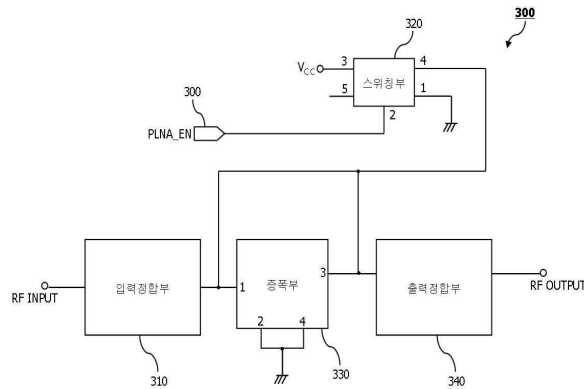 300
320
V_CC
3
4
스위칭부
5
1
2
300
PLNA_EN
입력정합부
1
증폭부
3
2
4
출력정합부
RF INPUT
RF OUTPUT
310
330
340